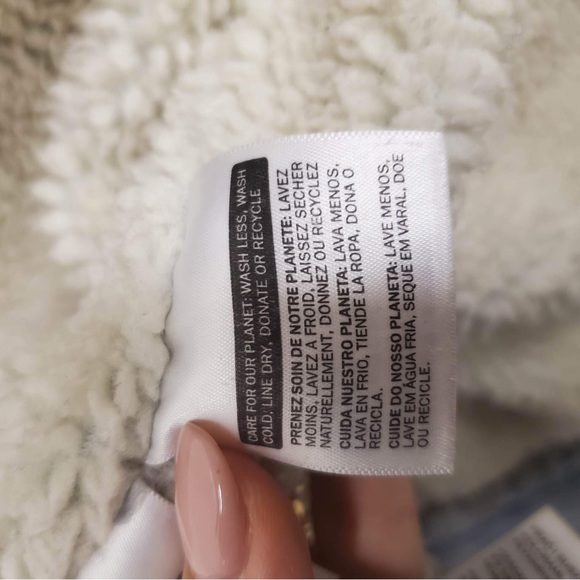 CARE FOR OUR PLANET: WASH LESS, WASH
COLD, LINE DRY, DONATE OR RECYCLE
PRENEZ SOIN DE NOTRE PLANETE: LAVEZ
MOINS, LAVEZ A FROID, LAISSEZ SECHER
NATURELLEMENT, DONNEZ OU RECYCLEZ
CUIDA NUESTRO PLANETA: LAVA MENOS,
LAVA EN FRIO, TIENDE LA ROPA, DONA O
RECICLA.
CUIDE DO NOSSO PLANETA: LAVE MENOS,
LAVE EM ÁGUA FRIA, SEQUE EM VARAL, DOE
OU RECICLE.